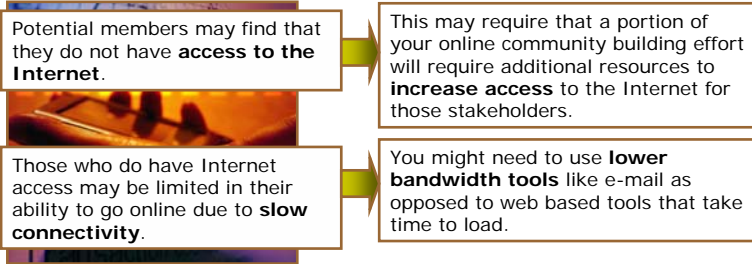 Potential members may find that
they do not have access to the
Internet.
This may require that a portion of
your online community building effort
will require additional resources to
increase access to the Internet for
those stakeholders.
Those who do have Internet
access may be limited in their
ability to go online due to slow
connectivity.
You might need to use lower
bandwidth tools like e-mail as
opposed to web based tools that take
time to load.